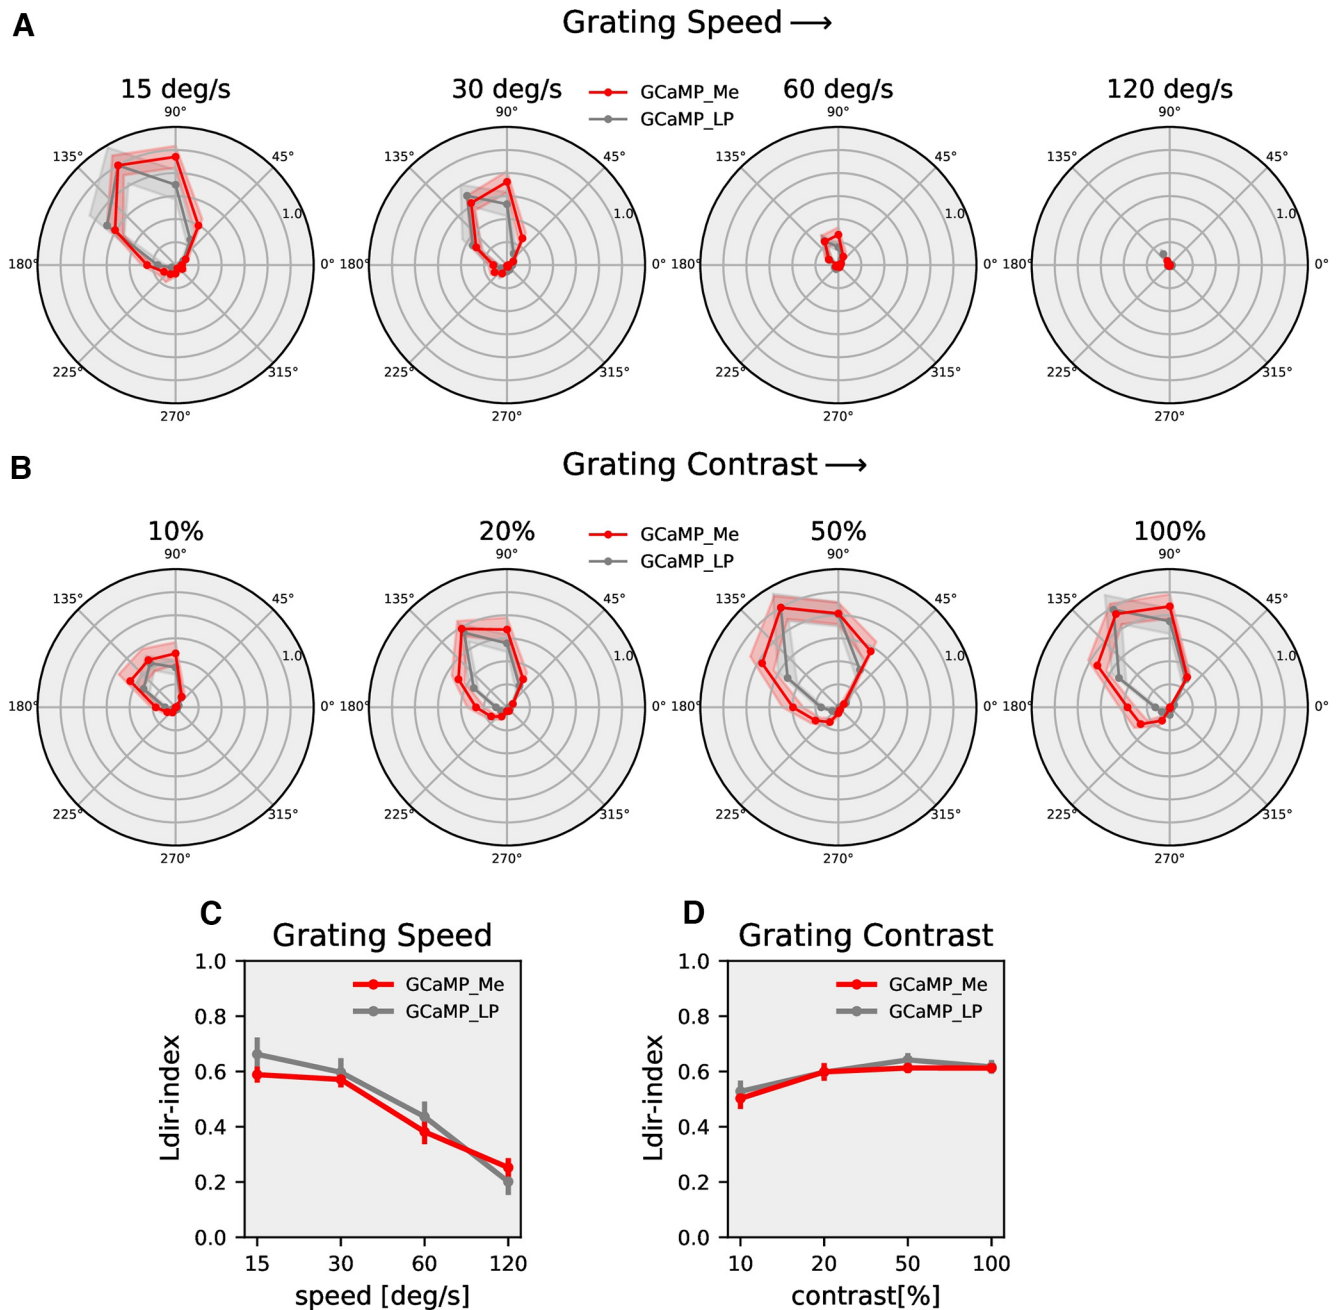 A
Grating Speed →
15 deg/s
30 deg/s
GCaMP_Me
GCaMP_LP
60 deg/s
120 deg/s
90° 90° 90° 90°
135° 45° 135° 45° 135° 45° 135° 45°
1.0 1.0 1.0 1.0
180° 0° 180° 0° 180° 0° 180° 0°
225° 315° 225° 315° 225° 315° 225° 315°
270° 270° 270° 270°
B
Grating Contrast →
10%
20%
GCaMP_Me
GCaMP_LP
50%
100%
90° 90° 90° 90°
135° 45° 135° 45° 135° 45° 135° 45°
1.0 1.0 1.0 1.0
180° 0° 180° 0° 180° 0° 180° 0°
225° 315° 225° 315° 225° 315° 225° 315°
270° 270° 270° 270°
C
Grating Speed
GCaMP_Me
GCaMP_LP
Ldir-index
1.0
0.8
0.6
0.4
0.2
0.0
15 30 60 120
speed [deg/s]
D
Grating Contrast
GCaMP_Me
GCaMP_LP
Ldir-index
1.0
0.8
0.6
0.4
0.2
0.0
10 20 50 100
contrast[%]